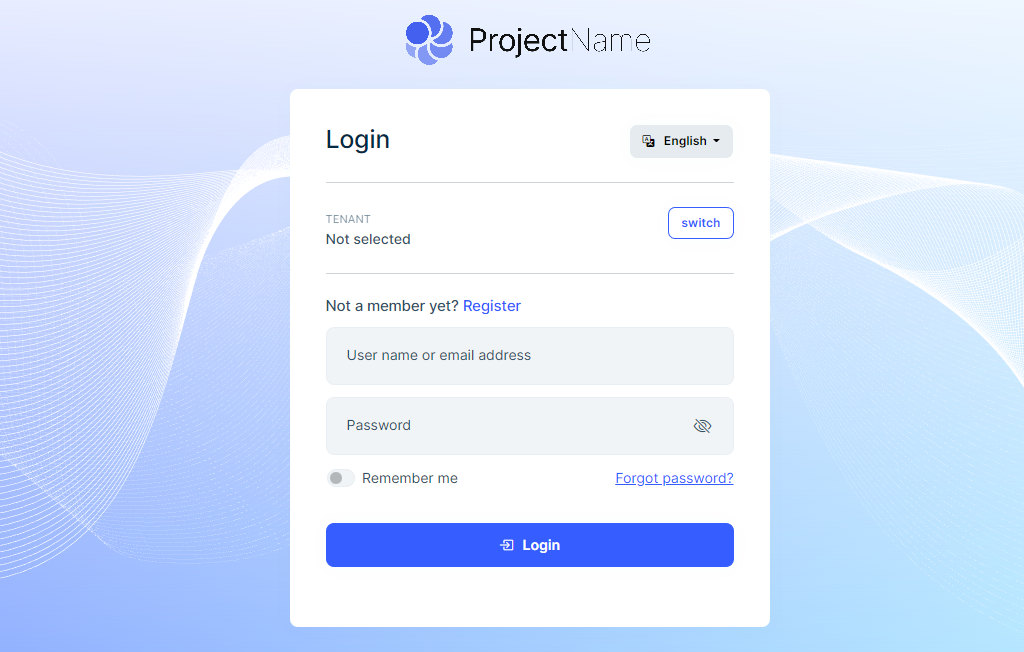 ProjectName
Login
English
TENANT
Not selected
switch
Not a member yet? Register
User name or email address
Password
Remember me
Forgot password?
Login